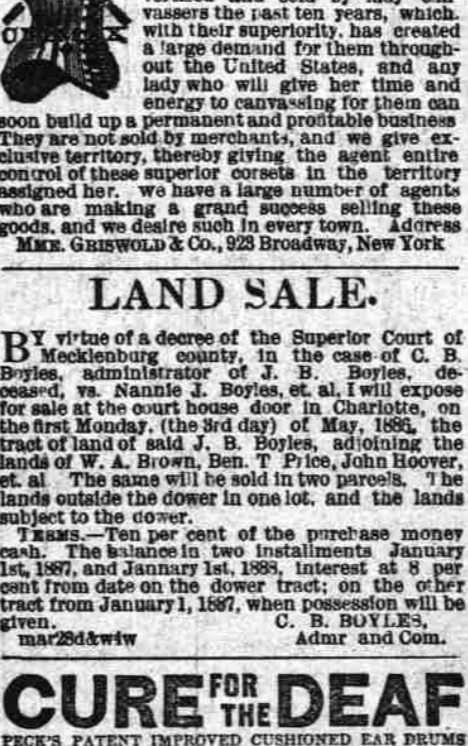 vassers the past ten years, which,
with their superiority, has created
a large demand for them through-
out the United States, and any
lady who will give her time and
energy to canvassing for them can
soon build up a permanent and profitable business
They are not sold by merchants, and we give ex-
clusive territory, thereby giving the agent entire
control of these superior corsets in the territory
assigned her. we have a large number of agents
who are making a grand success selling these
goods, and we desire such in every town. Address
MME. GRISWOLD & Co., 923 Broadway, New York
LAND SALE.
BY virtue of a decree of the Superior Court of
Mecklenburg county, in the case of C. B.
Boyles, administrator of J. B. Boyles, de-
ceased, vs. Nannie J. Boyles, et. al, I will expose
for sale at the court house door in Charlotte, on
the first Monday, (the 3rd day) of May, 1886, the
tract of land of said J. B. Boyles, adjoining the
lands of W. A. Brown, Ben. T Price, John Hoover,
et. al The same will be sold in two parcels. The
lands outside the dower in one lot, and the lands
subject to the dower.
TERMS.—Ten per cent of the purchase money
cash. The balance in two installments January
1st, 1887, and Jannary 1st, 1888, interest at 8 per
cent from date on the dower tract; on the other
tract from January 1, 1887, when possession will be
given. C. B. BOYLES,
mar28d&w4w Admr and Com.
CURE FOR THE DEAF
PECK'S PATENT IMPROVED CUSHIONED EAR DRUMS